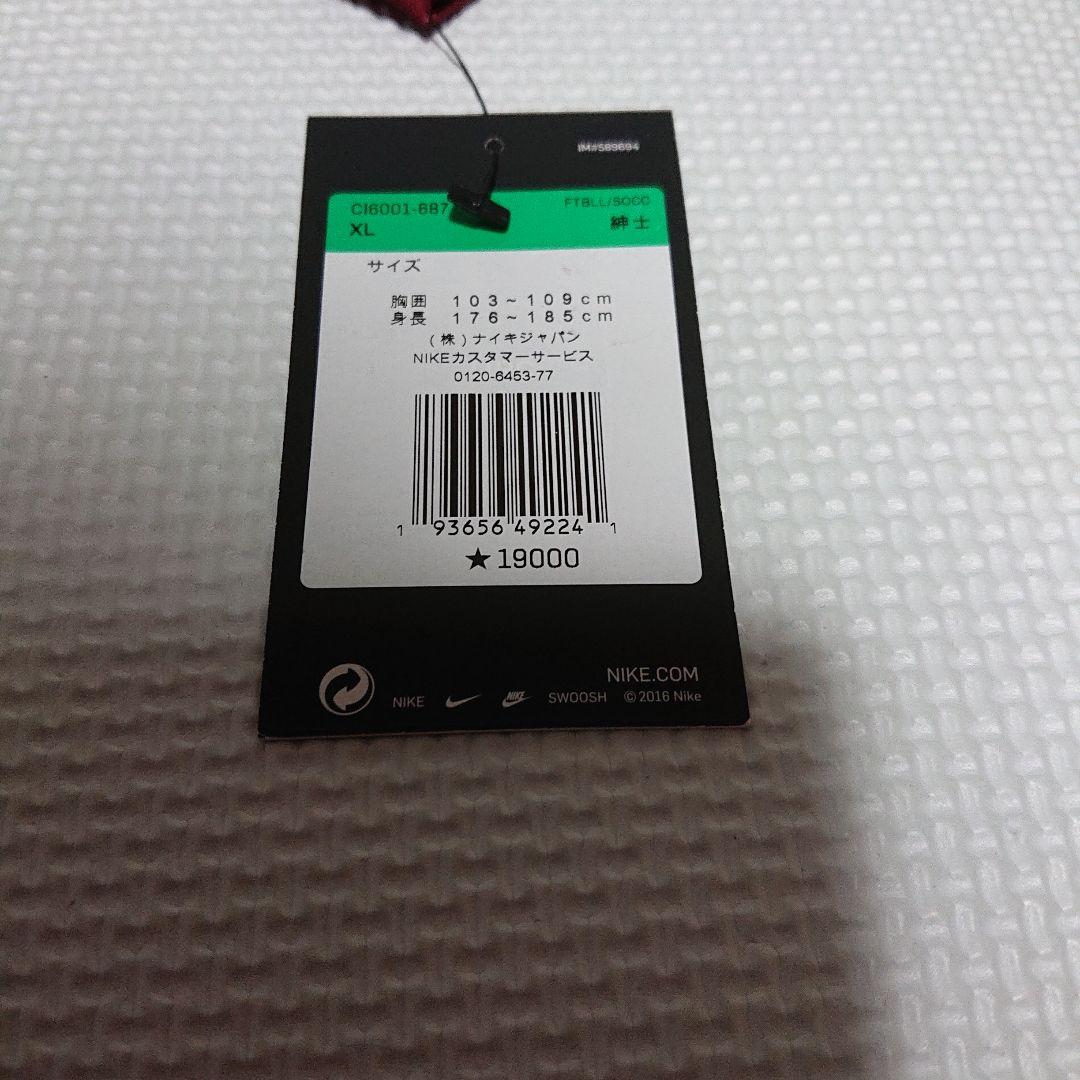 IM#589694
CI6001-687
FTBLL/SOCC
XL
紳士
サイズ
胸囲 103~109cm
身長 176~185cm
(株)ナイキジャパン
NIKEカスタマーサービス
0120-6453-77
1 93656 49224 1
★19000
NIKE.COM
NIKE NIKE SWOOSH ©2016 Nike